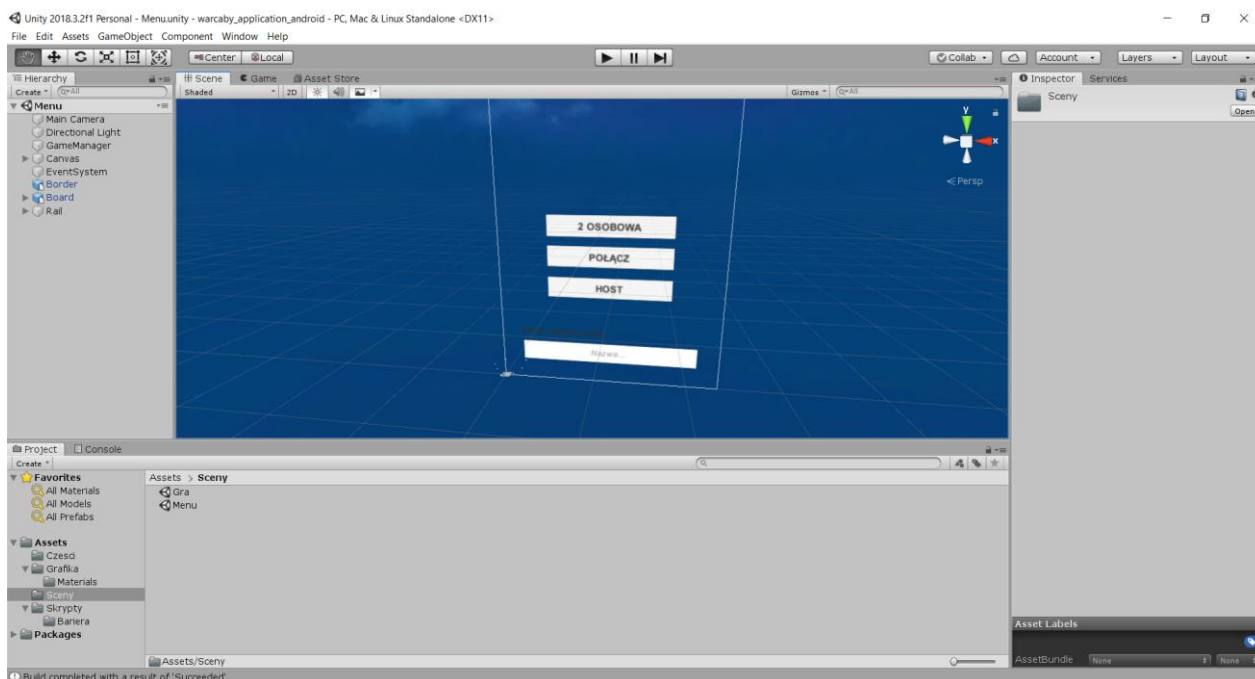 Unity 2018.3.2f1 Personal - Menu.unity - warcaby_application_android - PC, Mac & Linux Standalone <DX11>
File Edit Assets GameObject Component Window Help
Center Local Collab Account Layers Layout
Hierarchy
Create All
Menu
Main Camera
Directional Light
GameManager
Canvas
EventSystem
Border
Board
Rail
Scene Game Asset Store
Shaded 2D Gizmos All
y
x
Persp
2 OSOBOWA
POŁĄCZ
HOST
Nazwa...
Inspector Services
Sceny
Open
Project Console
Create
Favorites
All Materials
All Models
All Prefabs
Assets
Czesci
Grafika
Materials
Sceny
Skrypty
Bariera
Packages
Assets > Sceny
Gra
Menu
Assets/Sceny
Asset Labels
AssetBundle None None
Build completed with a result of 'Succeeded'